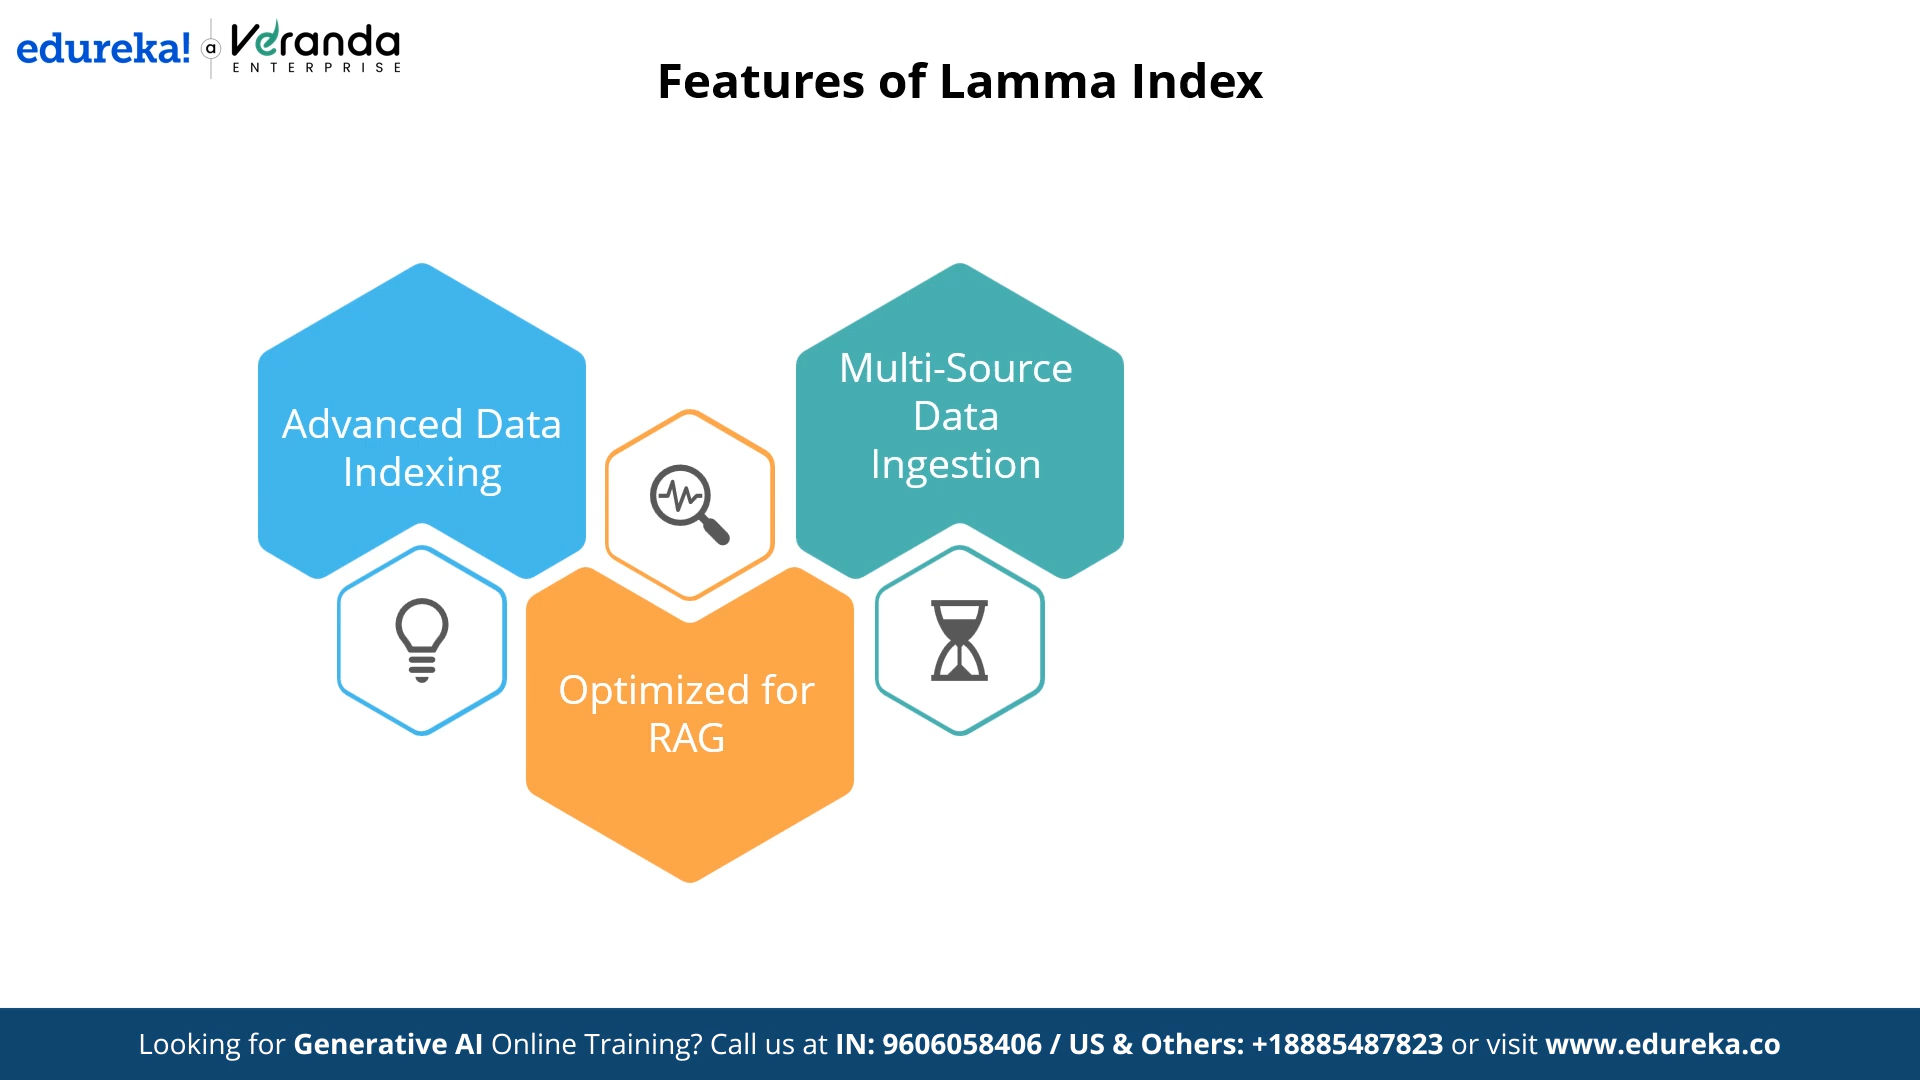 edureka!
a
Veranda
ENTERPRISE
Features of Lamma Index
Advanced Data
Indexing
Multi-Source
Data
Ingestion
Optimized for
RAG
Looking for Generative AI Online Training? Call us at IN: 9606058406 / US & Others: +18885487823 or visit www.edureka.co